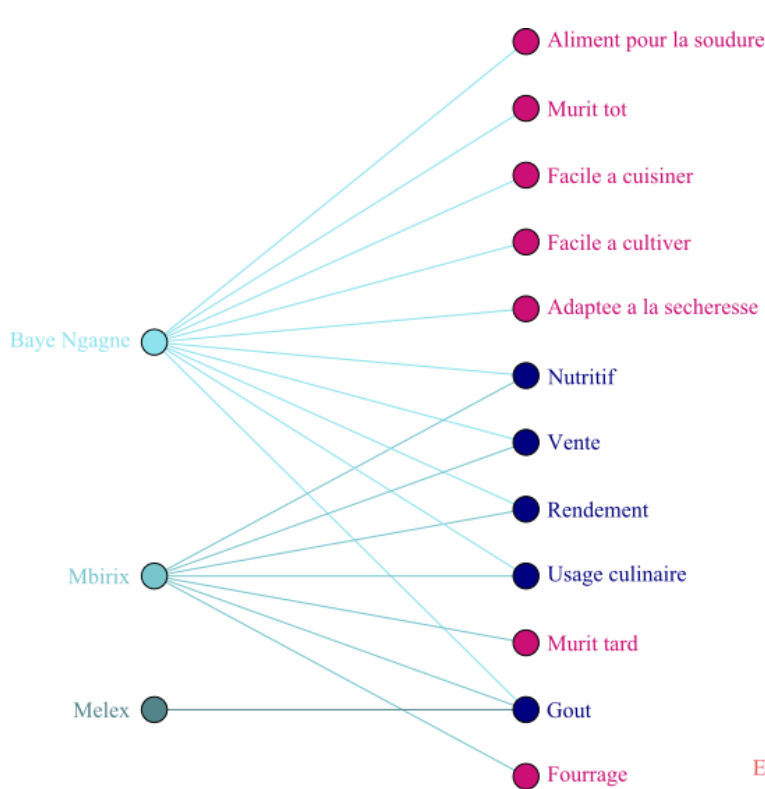 Aliment pour la soudure
Murit tot
Facile a cuisiner
Facile a cultiver
Adaptee a la secheresse
Baye Ngagne
Nutritif
Vente
Rendement
Mbirix
Usage culinaire
Murit tard
Melex
Gout
Fourrage
E